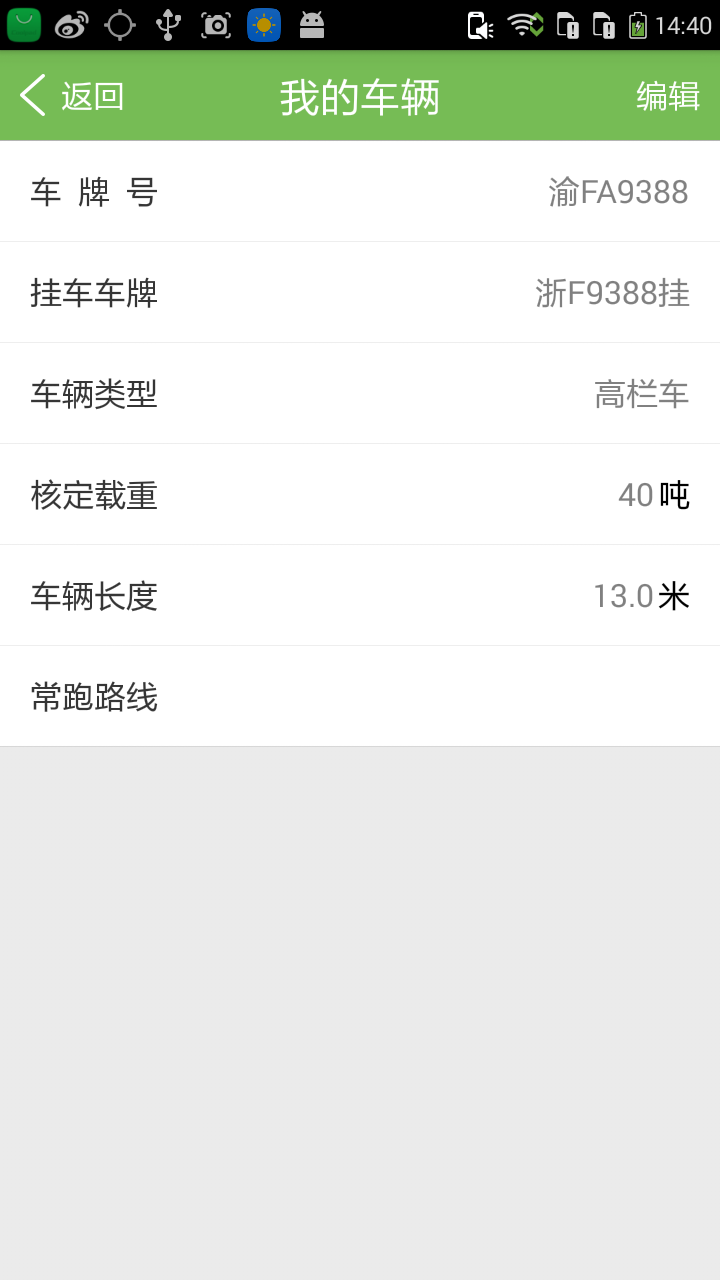 14:40
返回 我的车辆 编辑
车 牌 号 渝FA9388
挂车车牌 浙F9388挂
车辆类型 高栏车
核定载重 40吨
车辆长度 13.0米
常跑路线